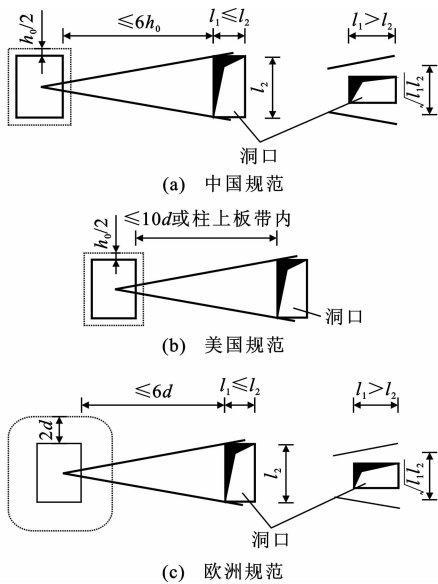 h₀/2
≤6h₀
l₁≤l₂
l₁>l₂
l₂
√l₁l₂
洞口
(a) 中国规范
h₀/2
≤10d或柱上板带内
洞口
(b) 美国规范
2d
≤6d
l₁≤l₂
l₁>l₂
l₂
√l₁l₂
洞口
(c) 欧洲规范